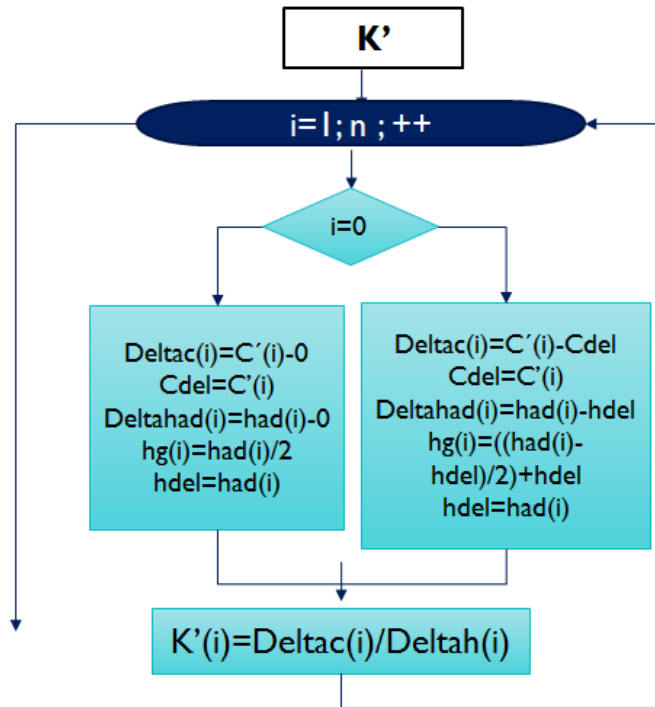 K’
i=1; n ; ++
i=0
Deltac(i)=C´(i)-0
Cdel=C’(i)
Deltahad(i)=had(i)-0
hg(i)=had(i)/2
hdel=had(i)
Deltac(i)=C´(i)-Cdel
Cdel=C’(i)
Deltahad(i)=had(i)-hdel
hg(i)=((had(i)-
hdel)/2)+hdel
hdel=had(i)
K’(i)=Deltac(i)/Deltah(i)